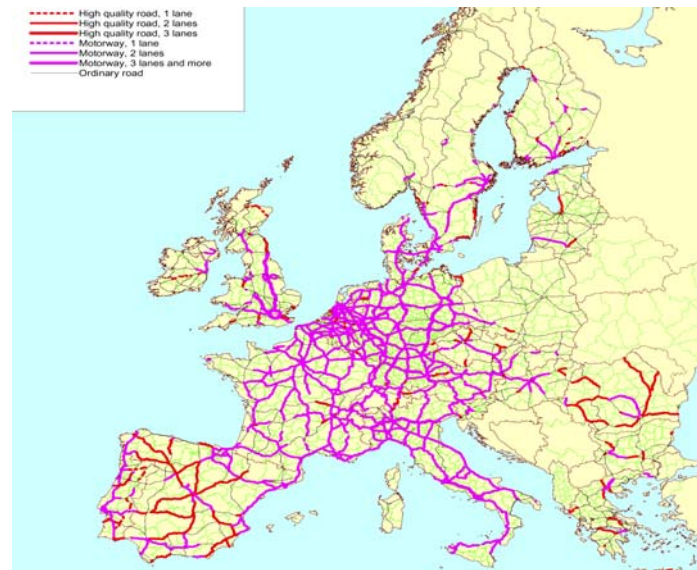 High quality road, 1 lane
High quality road, 2 lanes
High quality road, 3 lanes
Motorway, 1 lane
Motorway, 2 lanes
Motorway, 3 lanes and more
Ordinary road